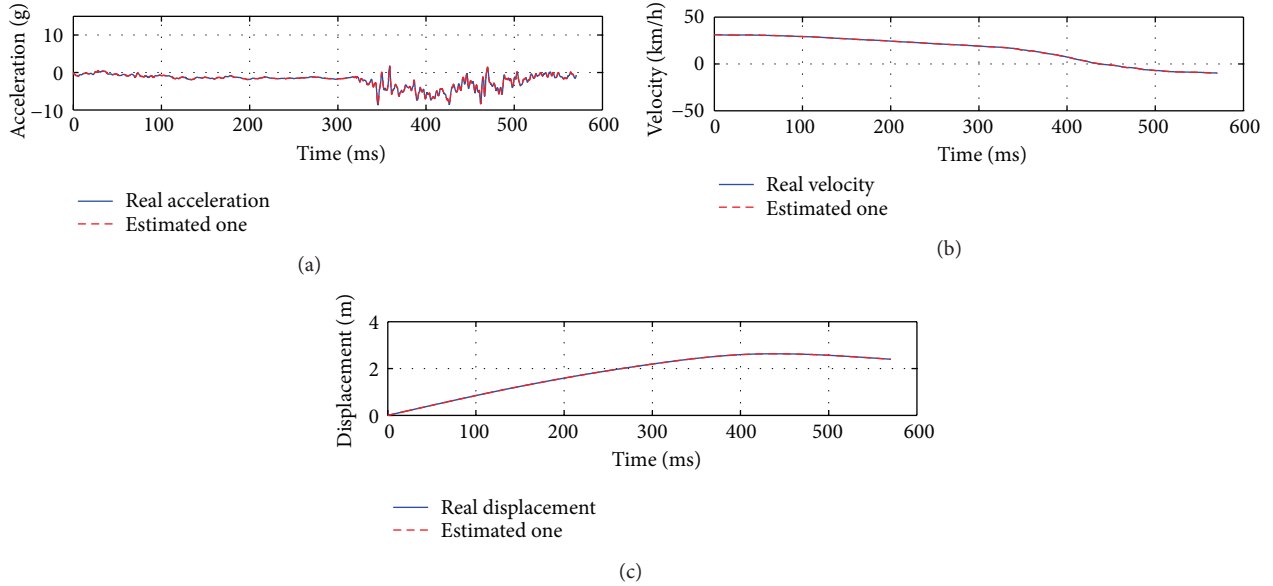 Acceleration (g)
10
0
−10
0 100 200 300 400 500 600
Time (ms)
Real acceleration
Estimated one
(a)
Velocity (km/h)
50
0
−50
0 100 200 300 400 500 600
Time (ms)
Real velocity
Estimated one
(b)
Displacement (m)
4
2
0
0 100 200 300 400 500 600
Time (ms)
Real displacement
Estimated one
(c)